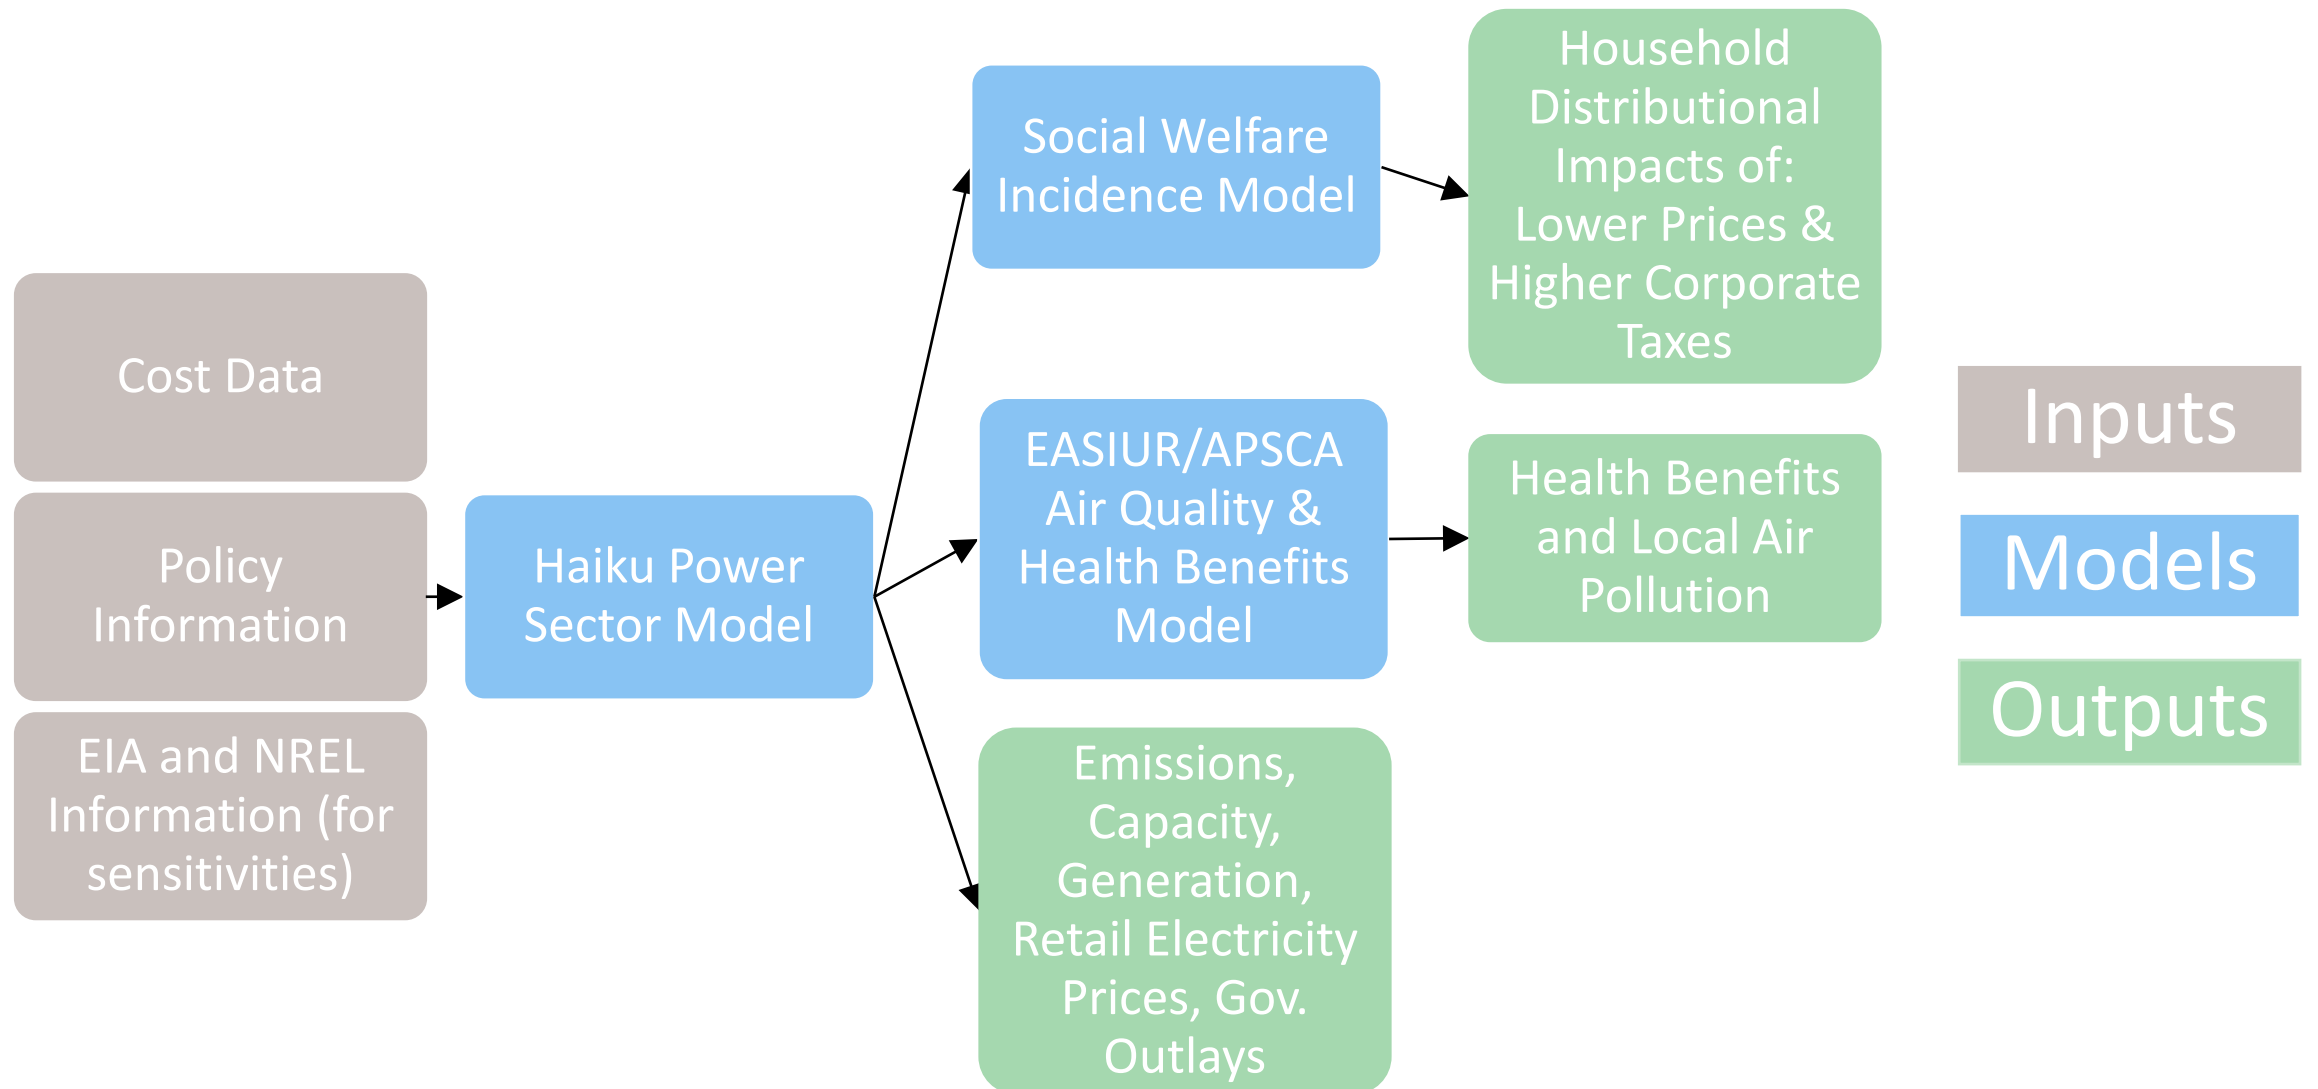 Cost Data
Policy
Information
EIA and NREL
Information (for
sensitivities)
Haiku Power
Sector Model
Social Welfare
Incidence Model
EASIUR/APSCA
Air Quality &
Health Benefits
Model
Emissions,
Capacity,
Generation,
Retail Electricity
Prices, Gov.
Outlays
Household
Distributional
Impacts of:
Lower Prices &
Higher Corporate
Taxes
Health Benefits
and Local Air
Pollution
Inputs
Models
Outputs